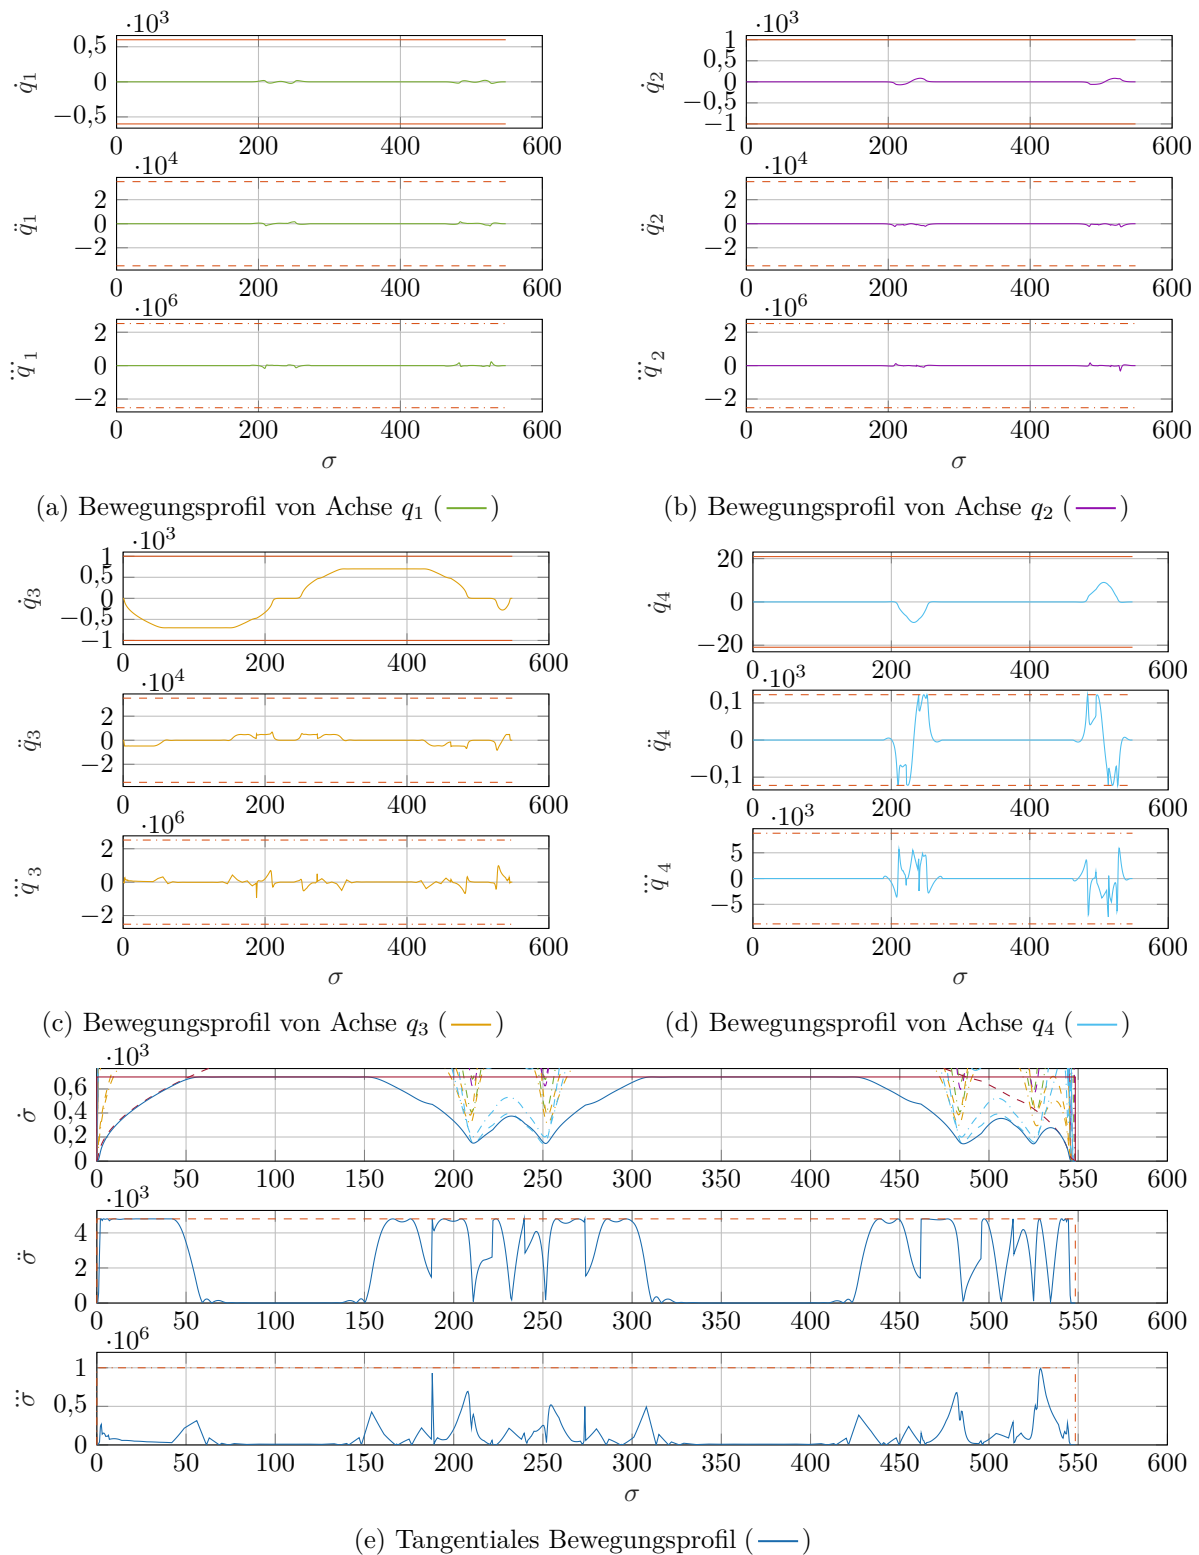 ·10³
0,5
0
−0,5
q̇1
0 200 400 600
·10⁴
2
0
−2
q̈1
0 200 400 600
·10⁶
2
0
−2
q⃛1
0 200 400 600
σ
(a) Bewegungsprofil von Achse q1 ( )
·10³
1
0,5
0
−0,5
−1
q̇2
0 200 400 600
·10⁴
2
0
−2
q̈2
0 200 400 600
·10⁶
2
0
−2
q⃛2
0 200 400 600
σ
(b) Bewegungsprofil von Achse q2 ( )
·10³
1
0,5
0
−0,5
−1
q̇3
0 200 400 600
·10⁴
2
0
−2
q̈3
0 200 400 600
·10⁶
2
0
−2
q⃛3
0 200 400 600
σ
(c) Bewegungsprofil von Achse q3 ( )
20
0
−20
q̇4
0 200 400 600
·10³
0,1
0
−0,1
q̈4
0 200 400 600
·10³
5
0
−5
q⃛4
0 200 400 600
σ
(d) Bewegungsprofil von Achse q4 ( )
·10³
0,6
0,4
0,2
0
σ̇
0 50 100 150 200 250 300 350 400 450 500 550 600
·10³
4
2
0
σ̈
0 50 100 150 200 250 300 350 400 450 500 550 600
·10⁶
1
0,5
0
σ⃛
0 50 100 150 200 250 300 350 400 450 500 550 600
σ
(e) Tangentiales Bewegungsprofil ( )